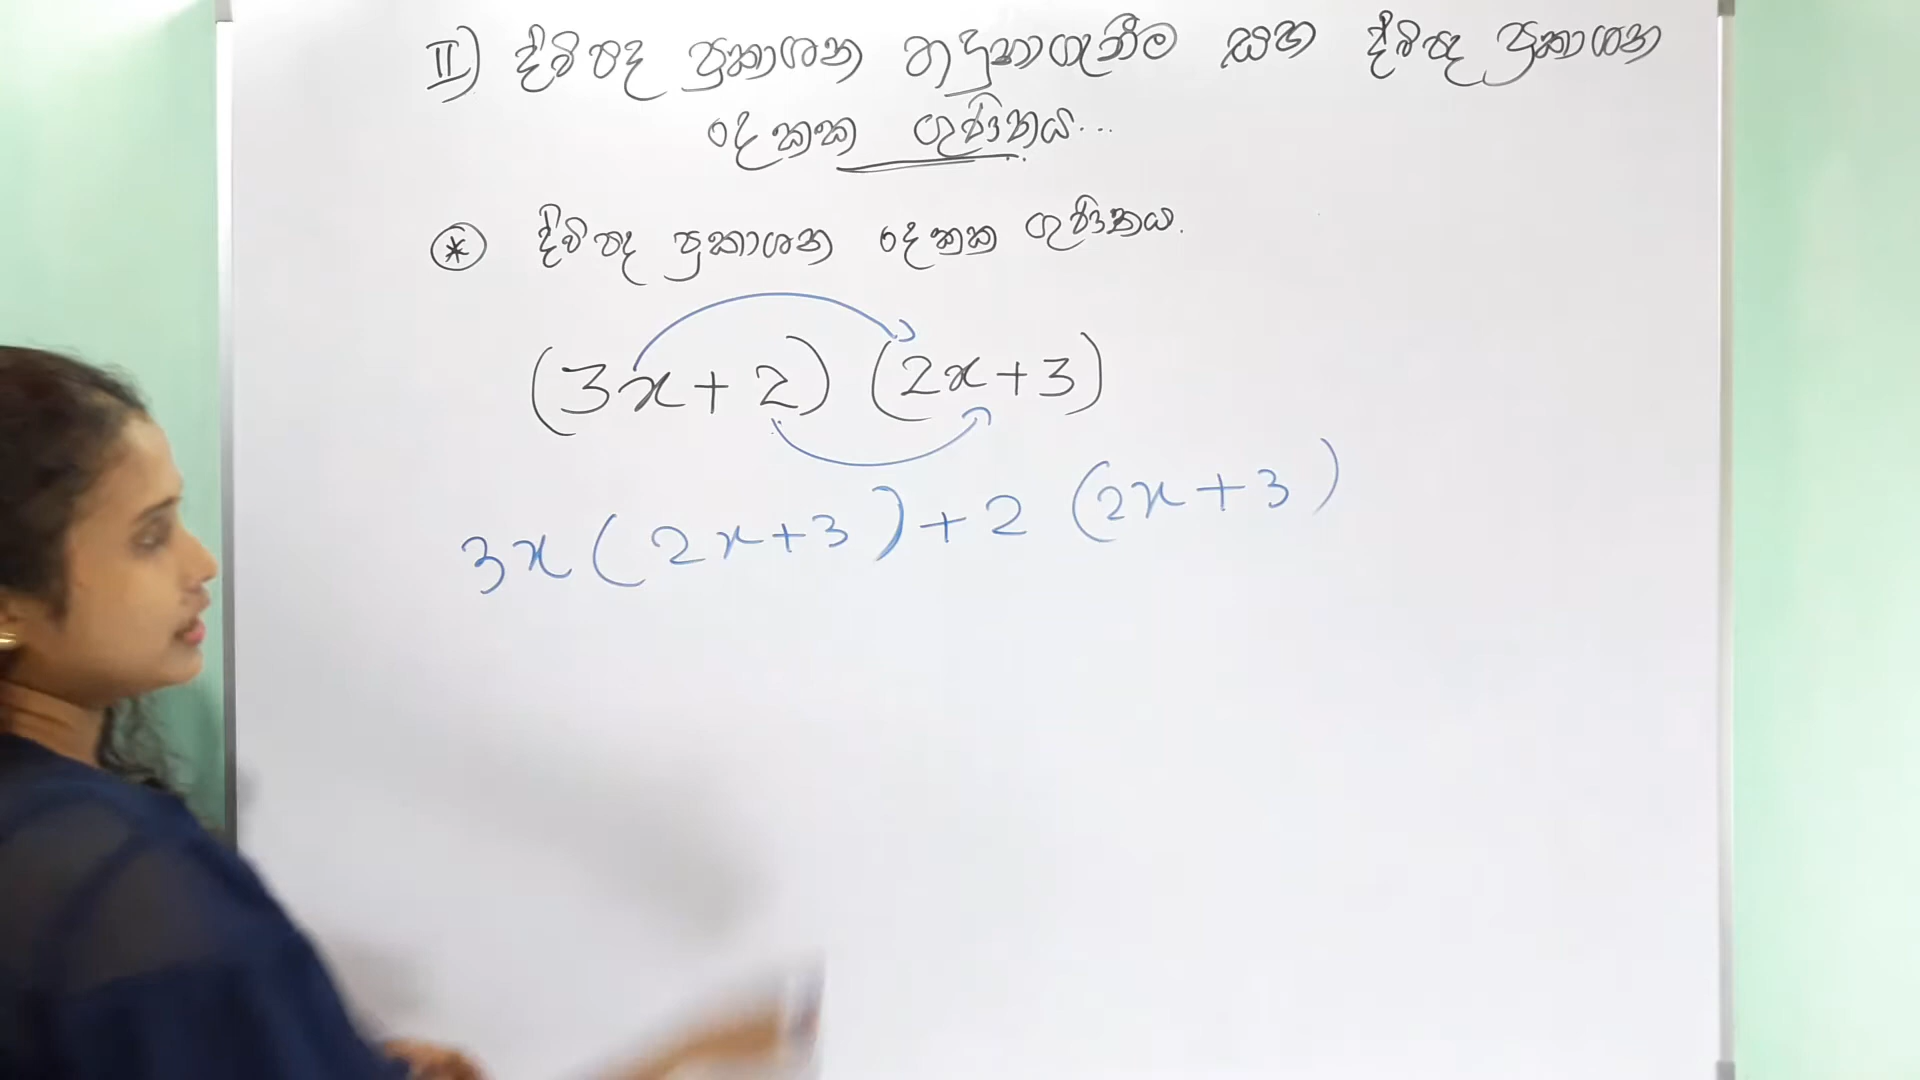 II) ද්විපද ප්‍රකාශන හඳුනාගැනීම සහ ද්විපද ප්‍රකාශන
දෙකක ගුණිතය...
* ද්විපද ප්‍රකාශන දෙකක ගුණිතය.
(3x+2) (2x+3)
3x(2x+3)+2(2x+3)